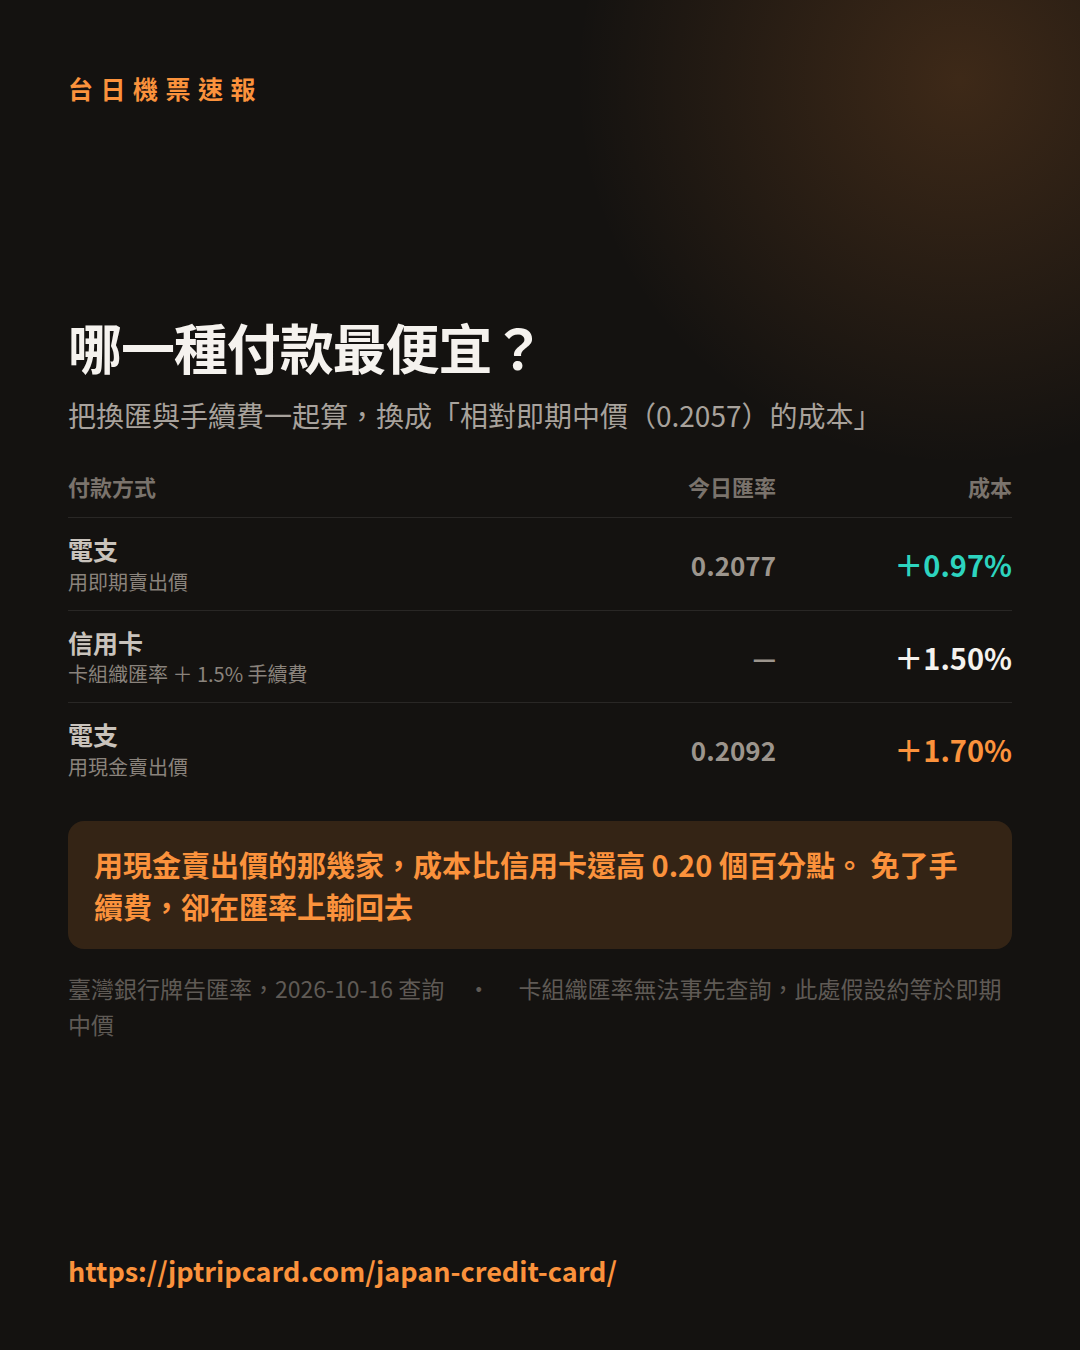 台日機票速報
哪一種付款最便宜？
把換匯與手續費一起算，換成「相對即期中價（0.2057）的成本」
付款方式 今日匯率 成本
電支
用即期賣出價
0.2077 ＋0.97%
信用卡
卡組織匯率 ＋ 1.5% 手續費
— ＋1.50%
電支
用現金賣出價
0.2092 ＋1.70%
用現金賣出價的那幾家，成本比信用卡還高 0.20 個百分點。 免了手
續費，卻在匯率上輸回去
臺灣銀行牌告匯率，2026-10-16 查詢 ・ 卡組織匯率無法事先查詢，此處假設約等於即期
中價
https://jptripcard.com/japan-credit-card/